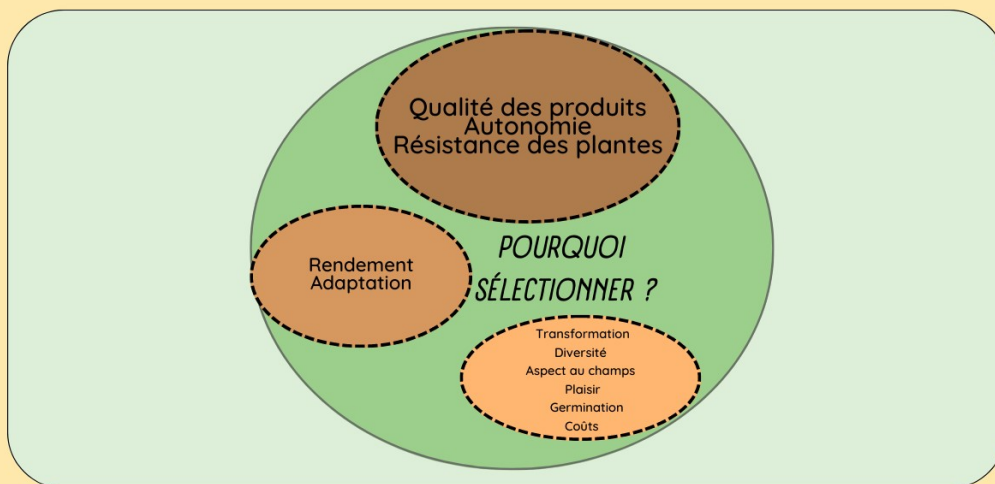 Qualité des produits
Autonomie
Résistance des plantes
Rendement
Adaptation
POURQUOI
SÉLECTIONNER ?
Transformation
Diversité
Aspect au champs
Plaisir
Germination
Coûts